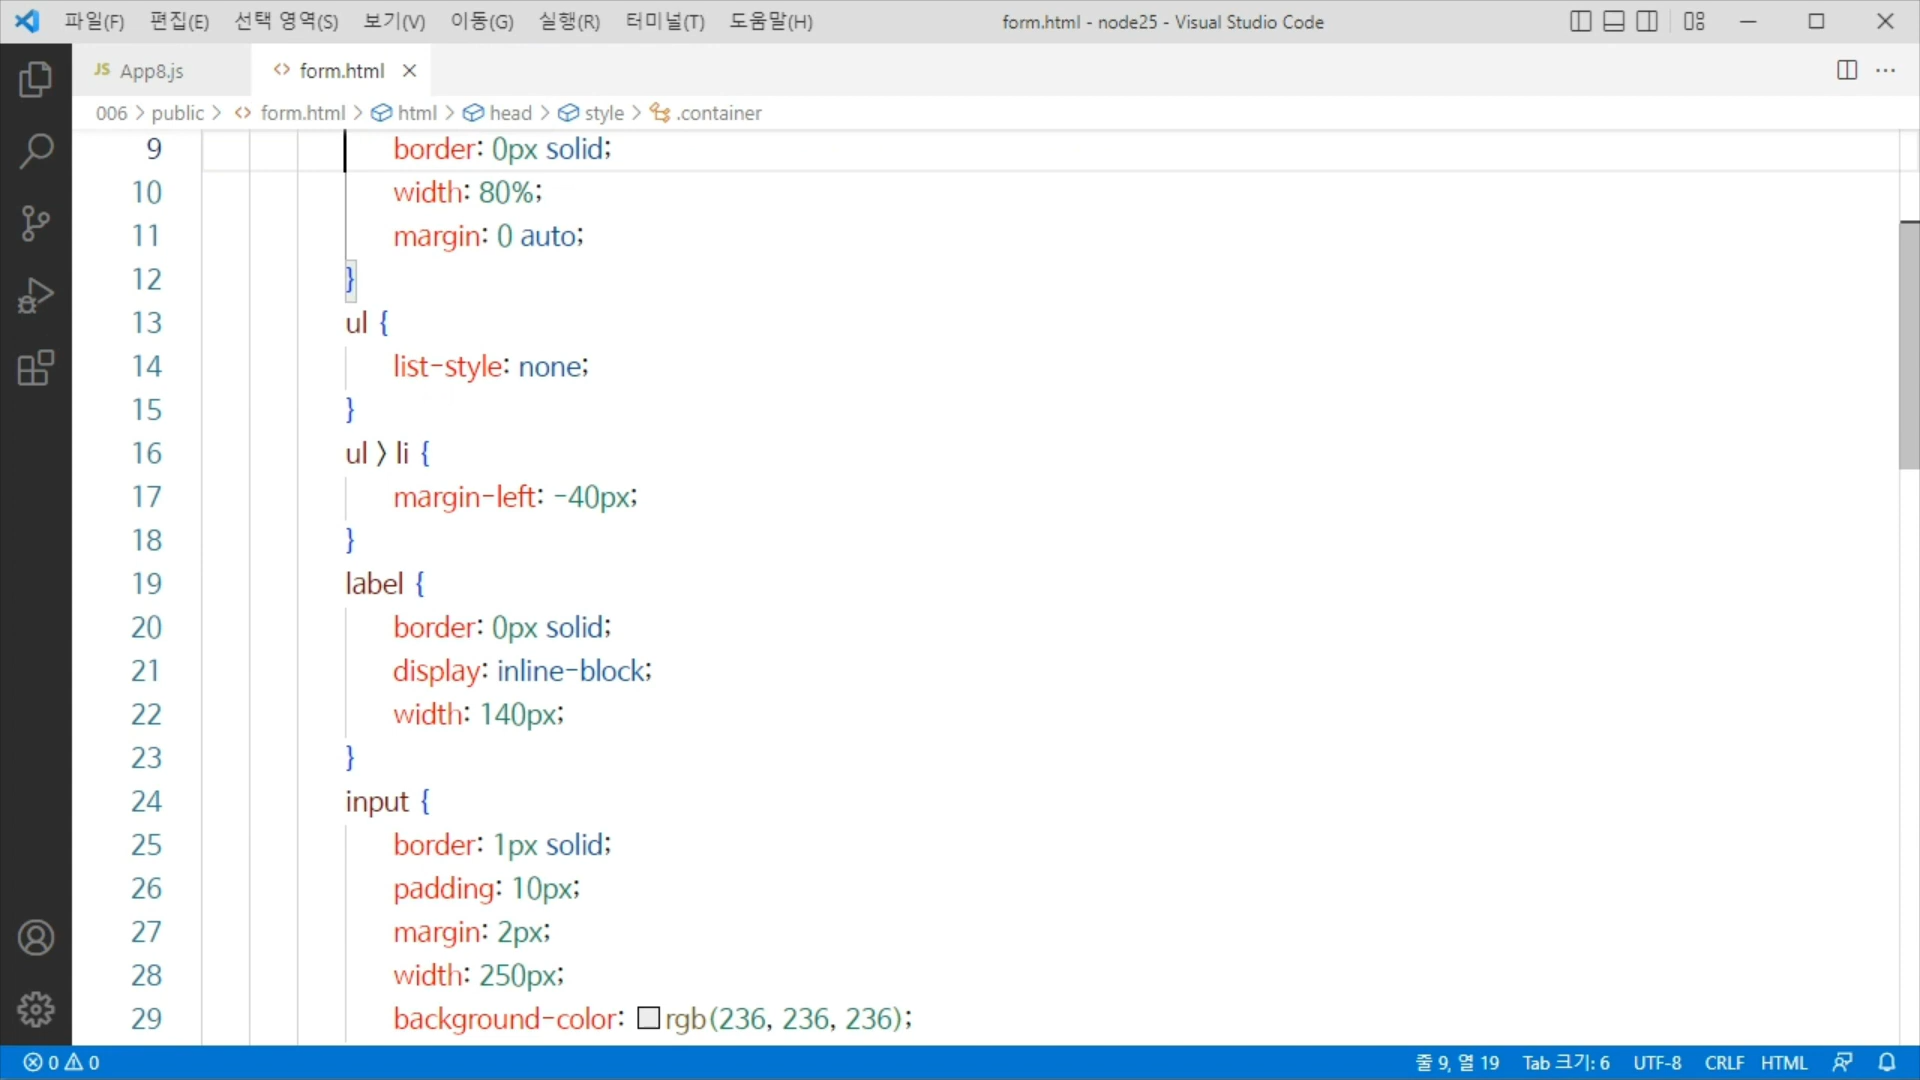 파일(F) 편집(E) 선택 영역(S) 보기(V) 이동(G) 실행(R) 터미널(T) 도움말(H) form.html - node25 - Visual Studio Code
JS App8.js <> form.html
006 > public > <> form.html > html > head > style > .container
9 border: 0px solid;
10 width: 80%;
11 margin: 0 auto;
12 }
13 ul {
14 list-style: none;
15 }
16 ul > li {
17 margin-left: -40px;
18 }
19 label {
20 border: 0px solid;
21 display: inline-block;
22 width: 140px;
23 }
24 input {
25 border: 1px solid;
26 padding: 10px;
27 margin: 2px;
28 width: 250px;
29 background-color: rgb(236, 236, 236);
0 0 줄 9, 열 19 Tab 크기: 6 UTF-8 CRLF HTML